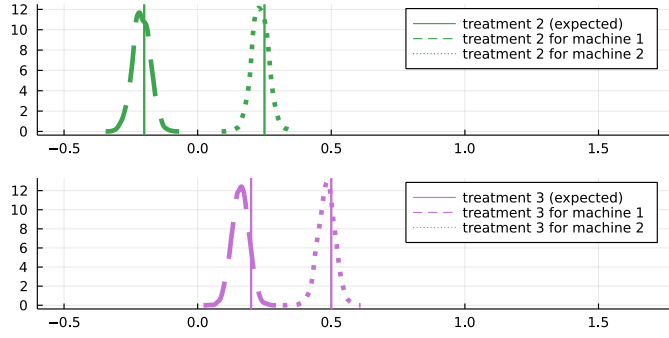 12
10
8
6
4
2
0
treatment 2 (expected)
treatment 2 for machine 1
treatment 2 for machine 2
−0.5 0.0 0.5 1.0 1.5
12
10
8
6
4
2
0
treatment 3 (expected)
treatment 3 for machine 1
treatment 3 for machine 2
−0.5 0.0 0.5 1.0 1.5